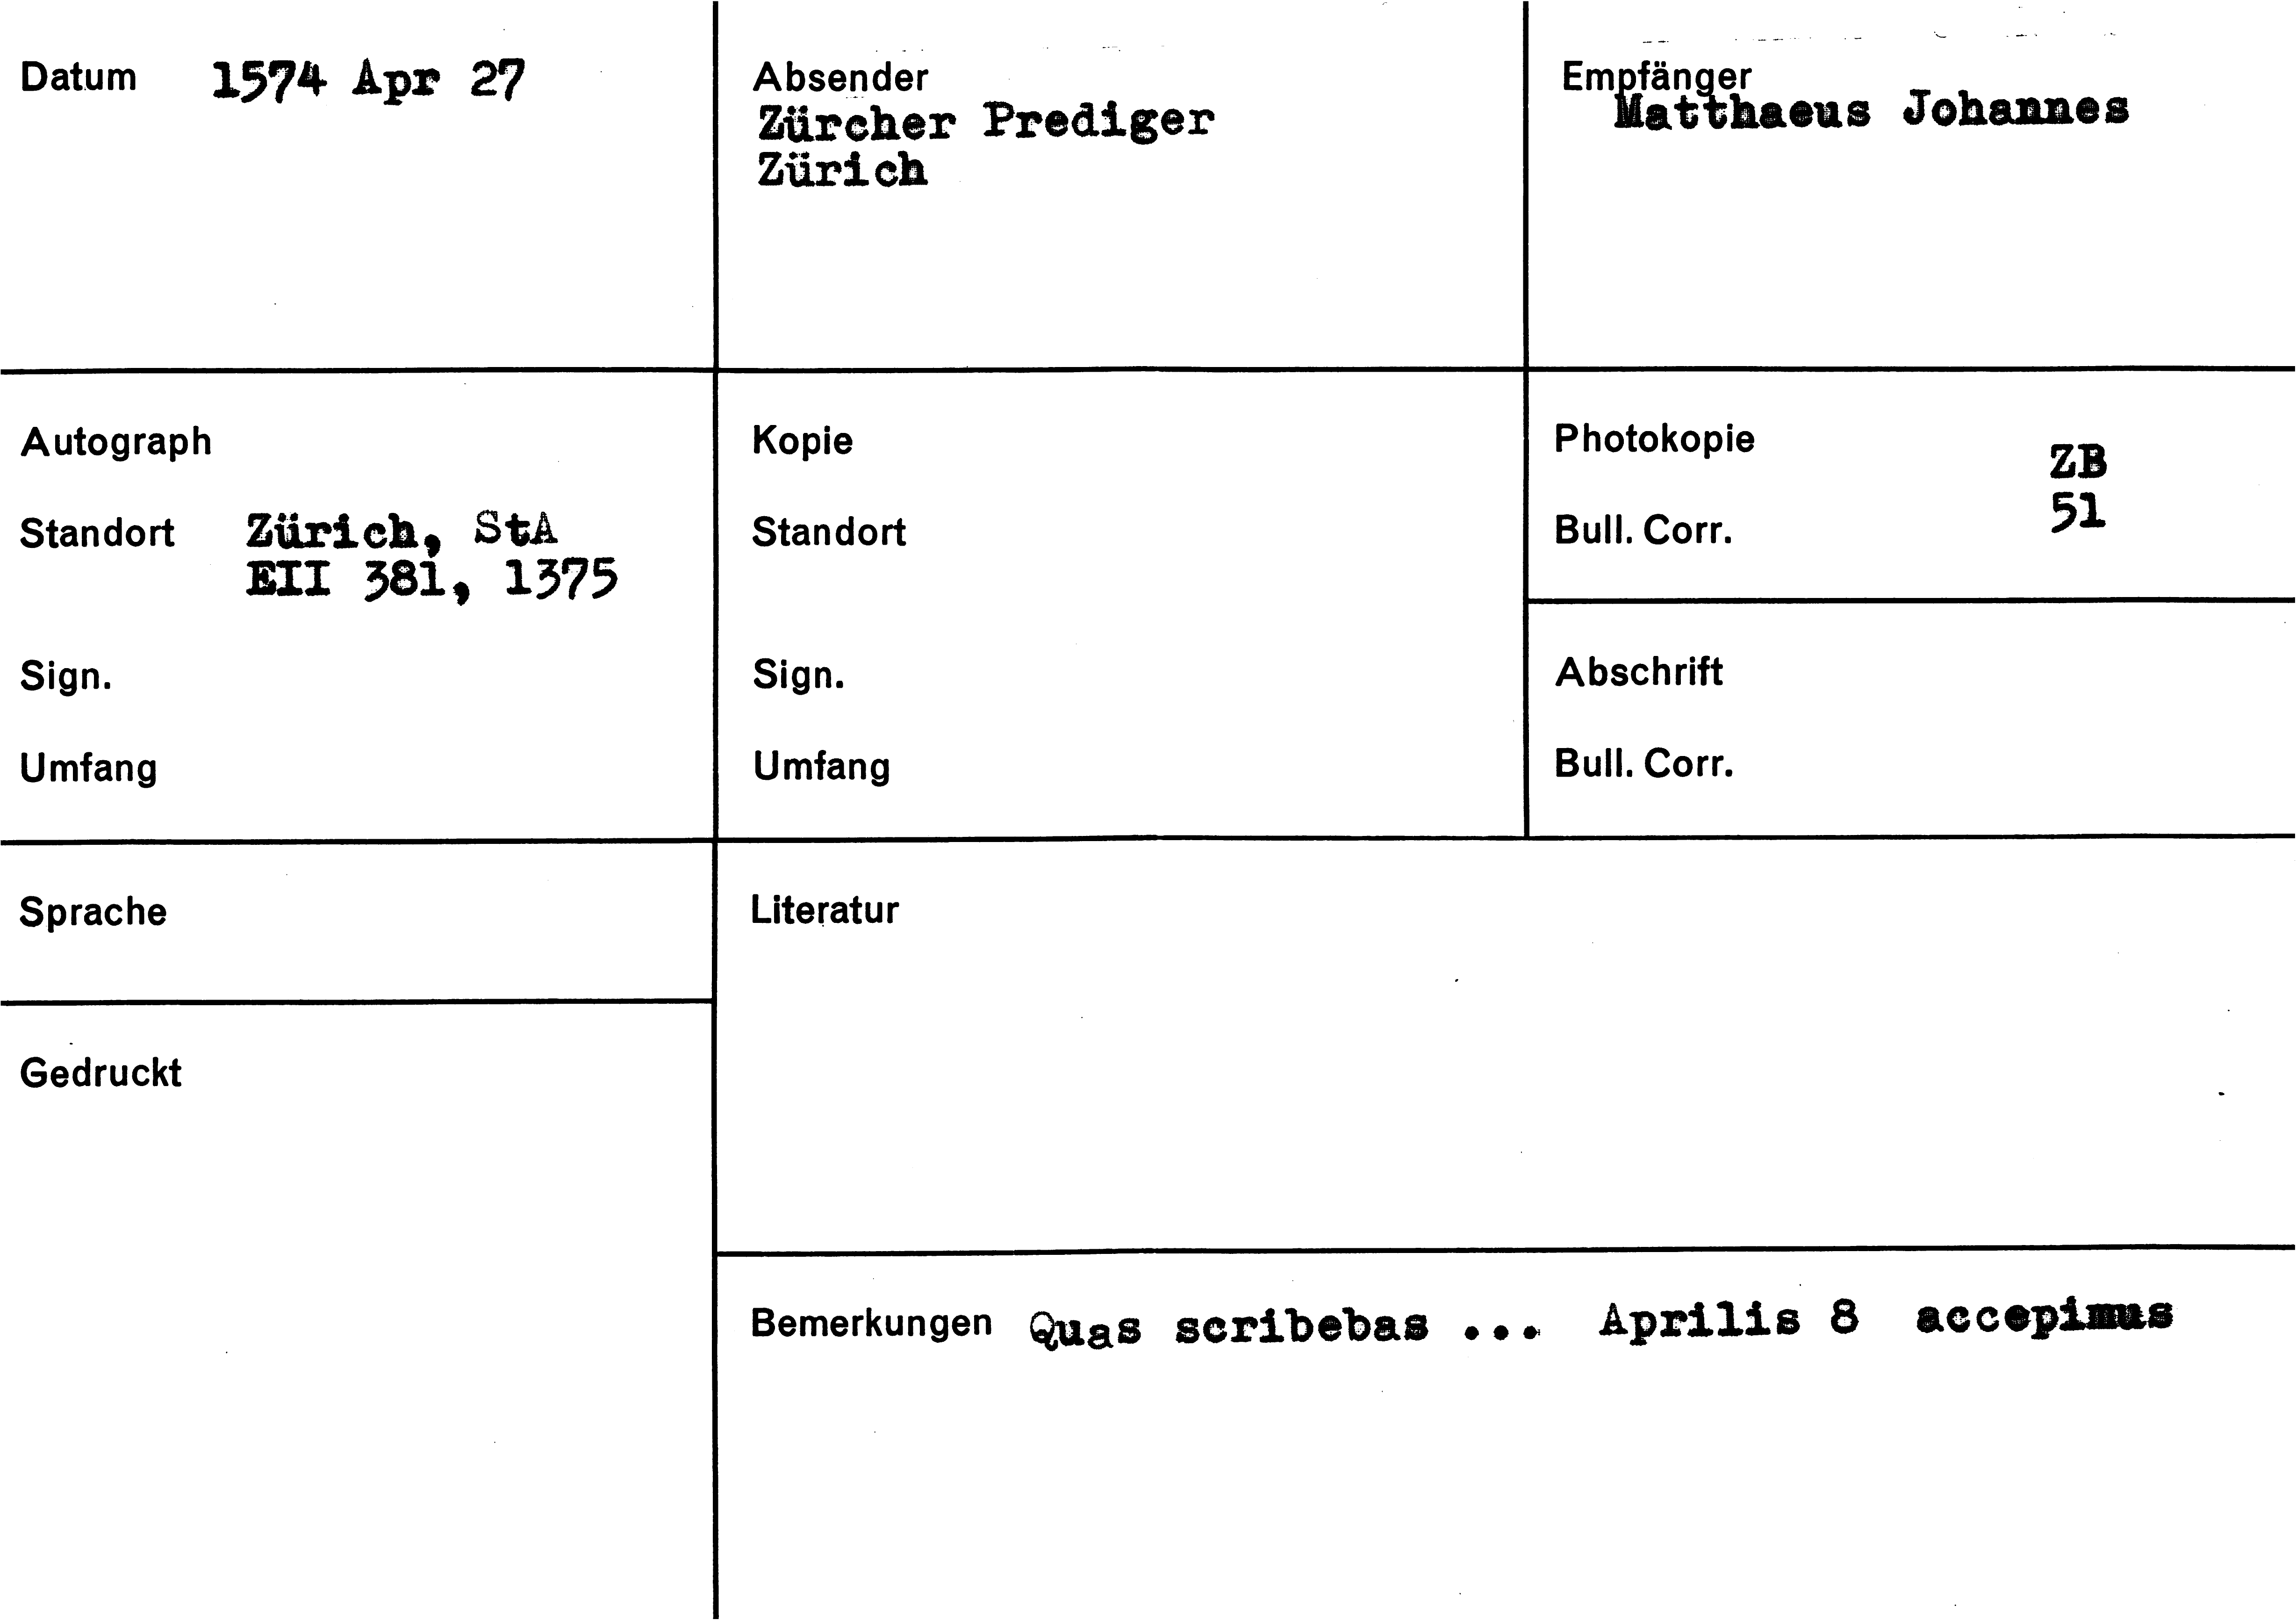 Datum 1574 Apr 27
Absender
Zürcher Prediger
Zürich
Empfänger
Matthaeus Johannes
Autograph
Standort Zürich, StA
EII 381, 1375
Sign.
Umfang
Kopie
Standort
Sign.
Umfang
Photokopie ZB
Bull. Corr. 51
Abschrift
Bull. Corr.
Sprache
Gedruckt
Literatur
Bemerkungen Quas scribebas ... Aprilis 8 accepimus